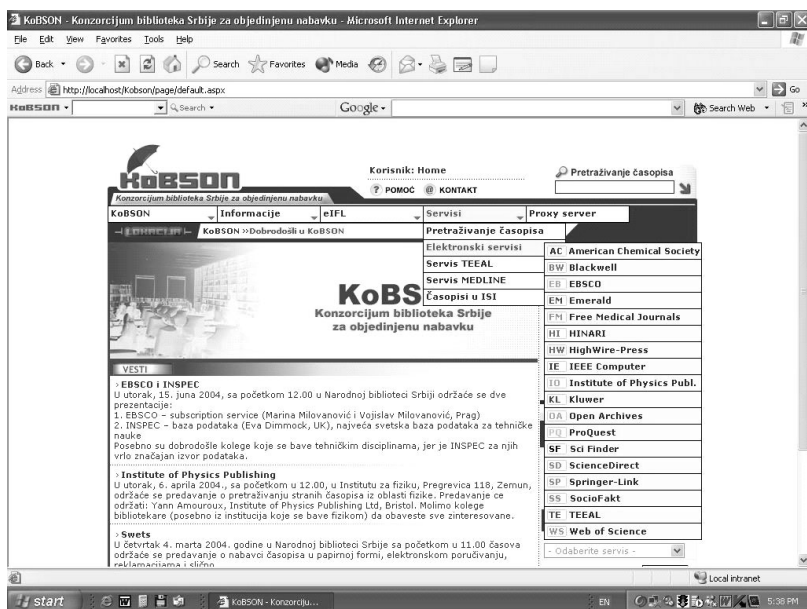 KoBSON - Konzorcijum biblioteka Srbije za objedinjenu nabavku - Microsoft Internet Explorer
File Edit View Favorites Tools Help
Back Search Favorites Media
Address http://localhost/Kobson/page/default.aspx Go
KoBSON Search Google Search Web
KoBSON
Konzorcijum biblioteka Srbije za objedinjenu nabavku
Korisnik: Home
? POMOĆ @ KONTAKT
Pretraživanje časopisa
KoBSON Informacije eIFL Servisi Proxy server
LOKACIJA KoBSON »Dobrodošli u KoBSON
Pretraživanje časopisa
Elektronski servisi
Servis TEEAL
Servis MEDLINE
Časopisi u ISI
AC American Chemical Society
BW Blackwell
EB EBSCO
EM Emerald
FM Free Medical Journals
HI HINARI
HW HighWire-Press
IE IEEE Computer
IO Institute of Physics Publ.
KL Kluwer
OA Open Archives
PQ ProQuest
SF Sci Finder
SD ScienceDirect
SP Springer-Link
SS SocioFakt
TE TEEAL
WS Web of Science
- Odaberite servis -
KoBS
Konzorcijum biblioteka Srbije
za objedinjenu nabavku
VESTI
› EBSCO i INSPEC
U utorak, 15. juna 2004, sa početkom 12.00 u Narodnoj biblioteci Srbiji održaće se dve
prezentacije:
1. EBSCO – subscription service (Marina Milovanović i Vojislav Milovanović, Prag)
2. INSPEC – baza podataka (Eva Dimmock, UK), najveća svetska baza podataka za tehničke
nauke
Posebno su dobrodošle kolege koje se bave tehničkim disciplinama, jer je INSPEC za njih
vrlo značajan izvor podataka.
› Institute of Physics Publishing
U utorak, 6. aprila 2004., sa početkom u 12.00, u Institutu za fiziku, Pregrevica 118, Zemun,
održaće se predavanje o pretraživanju stranih časopisa iz oblasti fizike. Predavanje ce
održati: Yann Amouroux, Institute of Physics Publishing Ltd, Bristol. Molimo kolege
bibliotekare (posebno iz institucija koje se bave fizikom) da obaveste sve zinteresovane.
› Swets
U četvrtak 4. marta 2004. godine u Narodnoj biblioteci Srbije sa početkom u 11.00 časova
održaće se predavanje o nabavci časopisa u papirnoj formi, elektronskom poručivanju,
reklamacijama i slično.
Local intranet
start KoBSON - Konzorciju... EN 5:38 PM